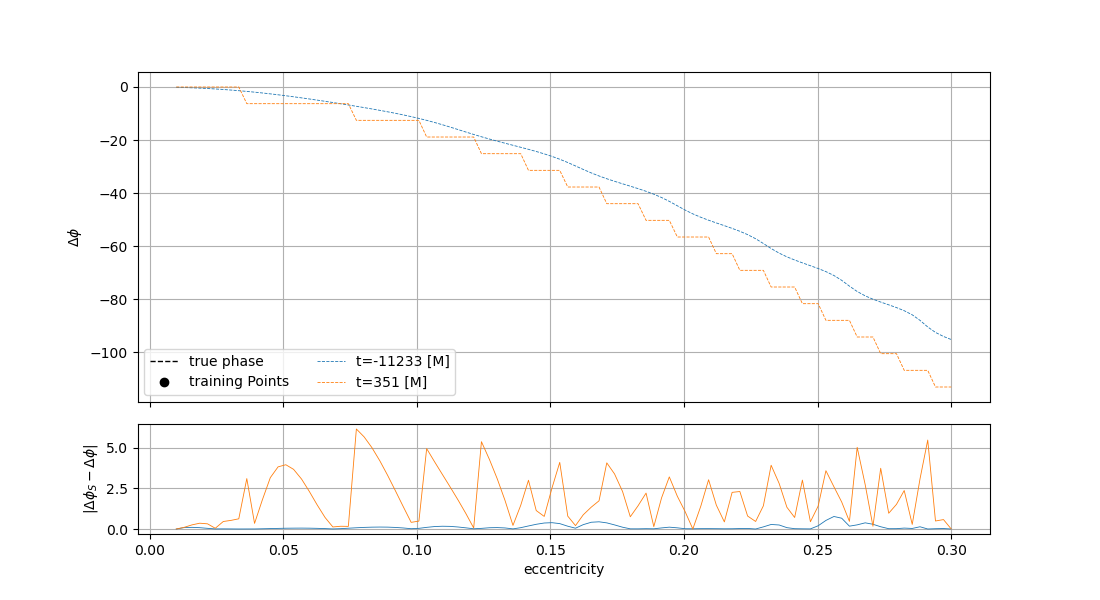 0
−20
−40
−60
−80
−100
Δϕ
true phase
training Points
t=-11233 [M]
t=351 [M]
5.0
2.5
0.0
|Δϕ_S − Δϕ|
0.00 0.05 0.10 0.15 0.20 0.25 0.30
eccentricity